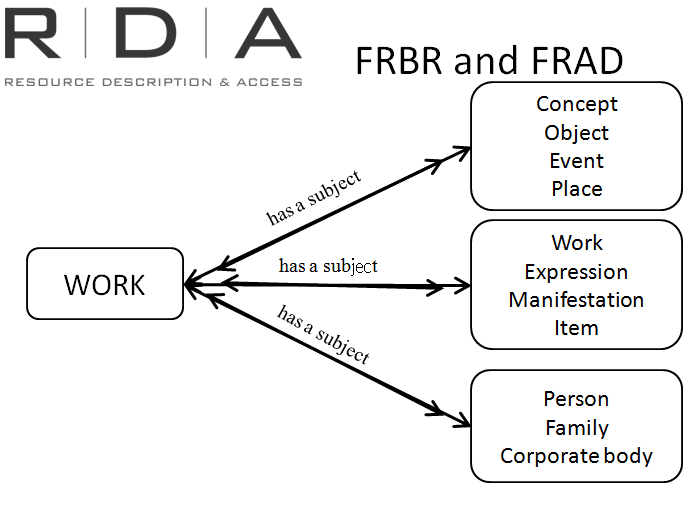 R | D | A
RESOURCE DESCRIPTION & ACCESS
FRBR and FRAD
Concept
Object
Event
Place
has a subject
WORK
has a subject
Work
Expression
Manifestation
Item
has a subject
Person
Family
Corporate body